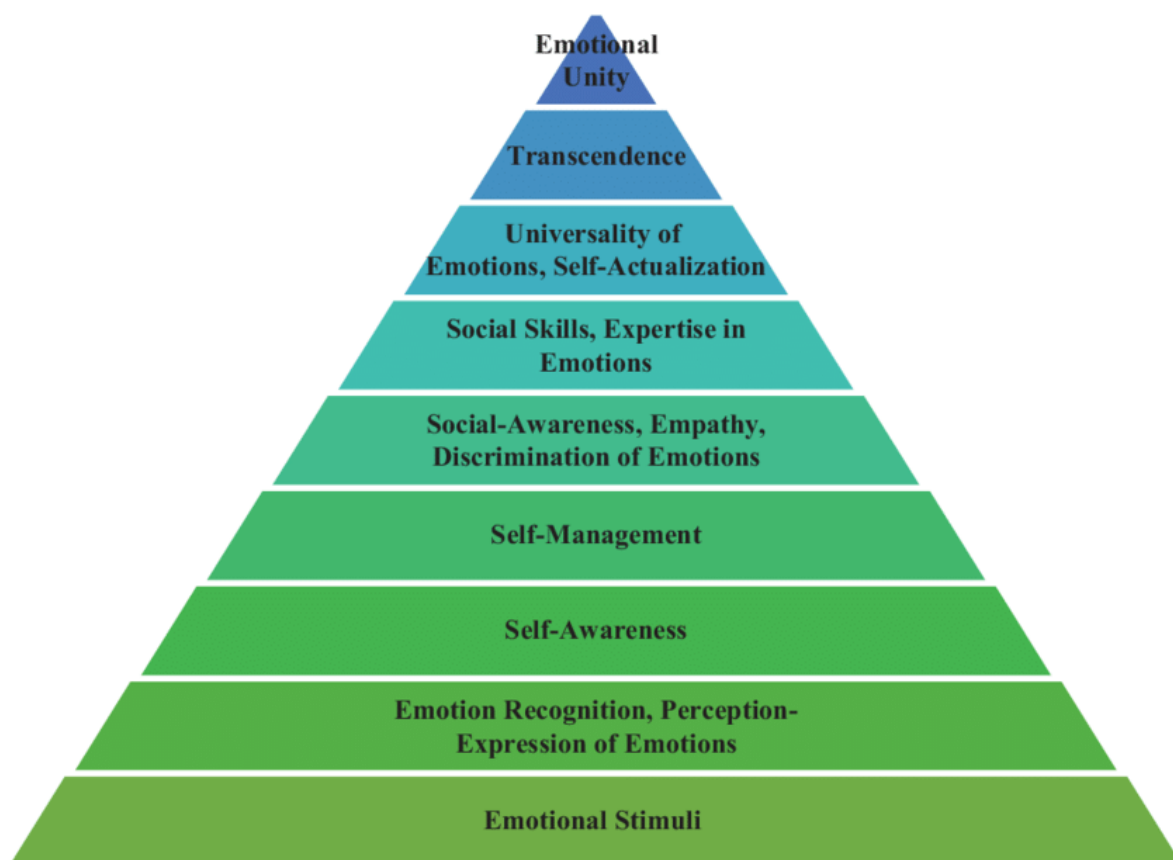 Emotional
Unity
Transcendence
Universality of
Emotions, Self-Actualization
Social Skills, Expertise in
Emotions
Social-Awareness, Empathy,
Discrimination of Emotions
Self-Management
Self-Awareness
Emotion Recognition, Perception-
Expression of Emotions
Emotional Stimuli